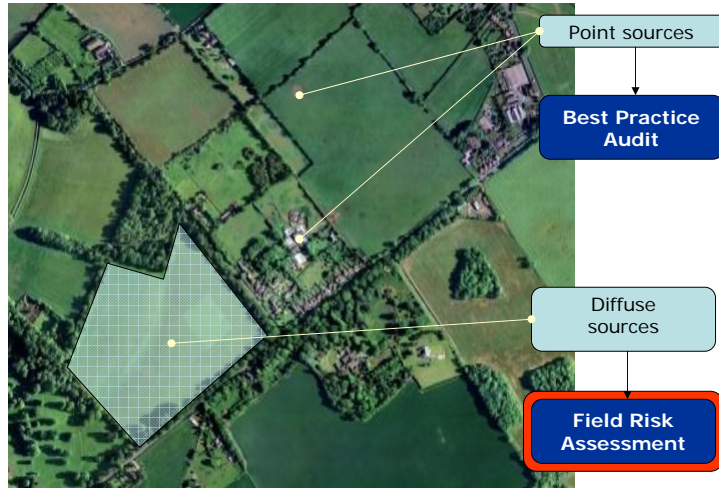 Point sources
Best Practice
Audit
Diffuse
sources
Field Risk
Assessment